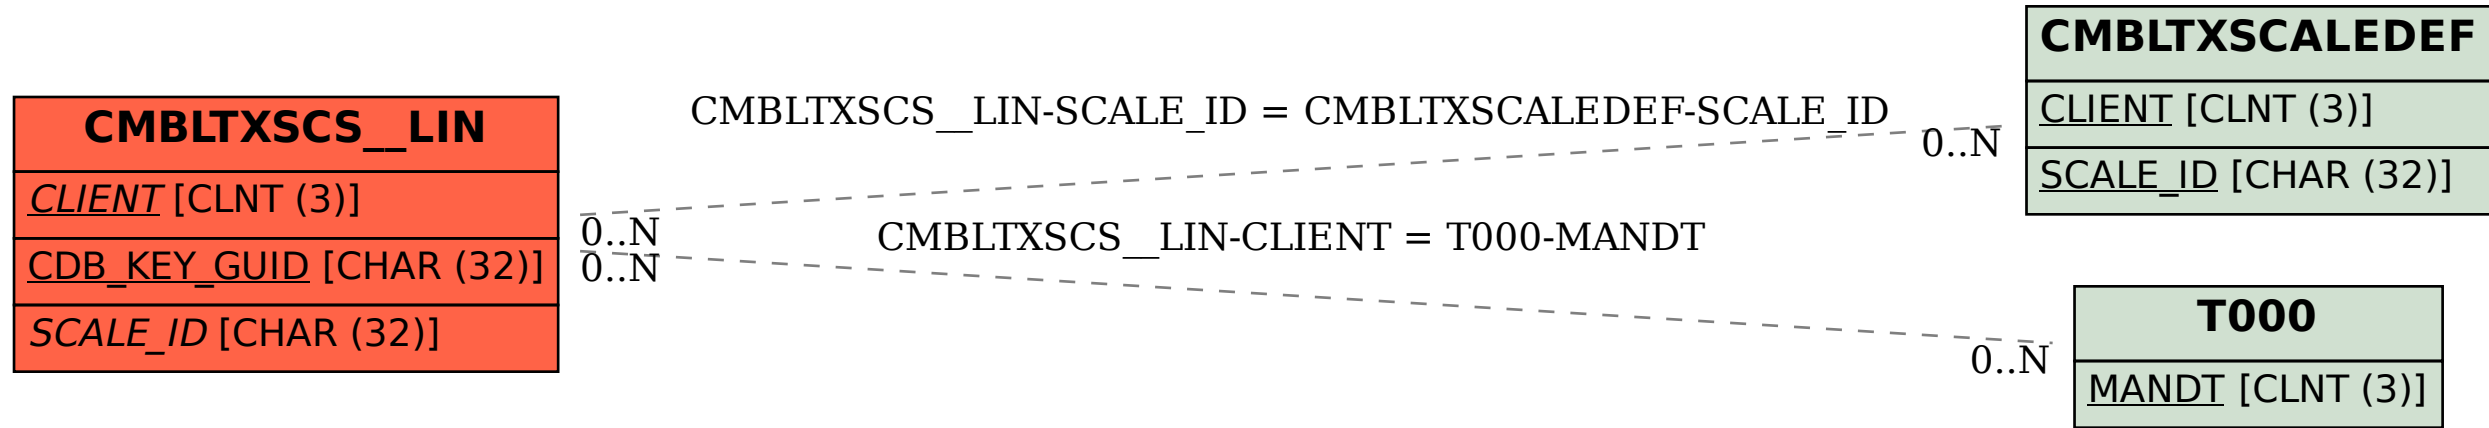 CMBLTXSCS__LIN
CLIENT [CLNT (3)]
CDB_KEY_GUID [CHAR (32)]
SCALE_ID [CHAR (32)]
CMBLTXSCS__LIN-SCALE_ID = CMBLTXSCALEDEF-SCALE_ID
0..N
0..N
CMBLTXSCS__LIN-CLIENT = T000-MANDT
0..N
0..N
CMBLTXSCALEDEF
CLIENT [CLNT (3)]
SCALE_ID [CHAR (32)]
T000
MANDT [CLNT (3)]